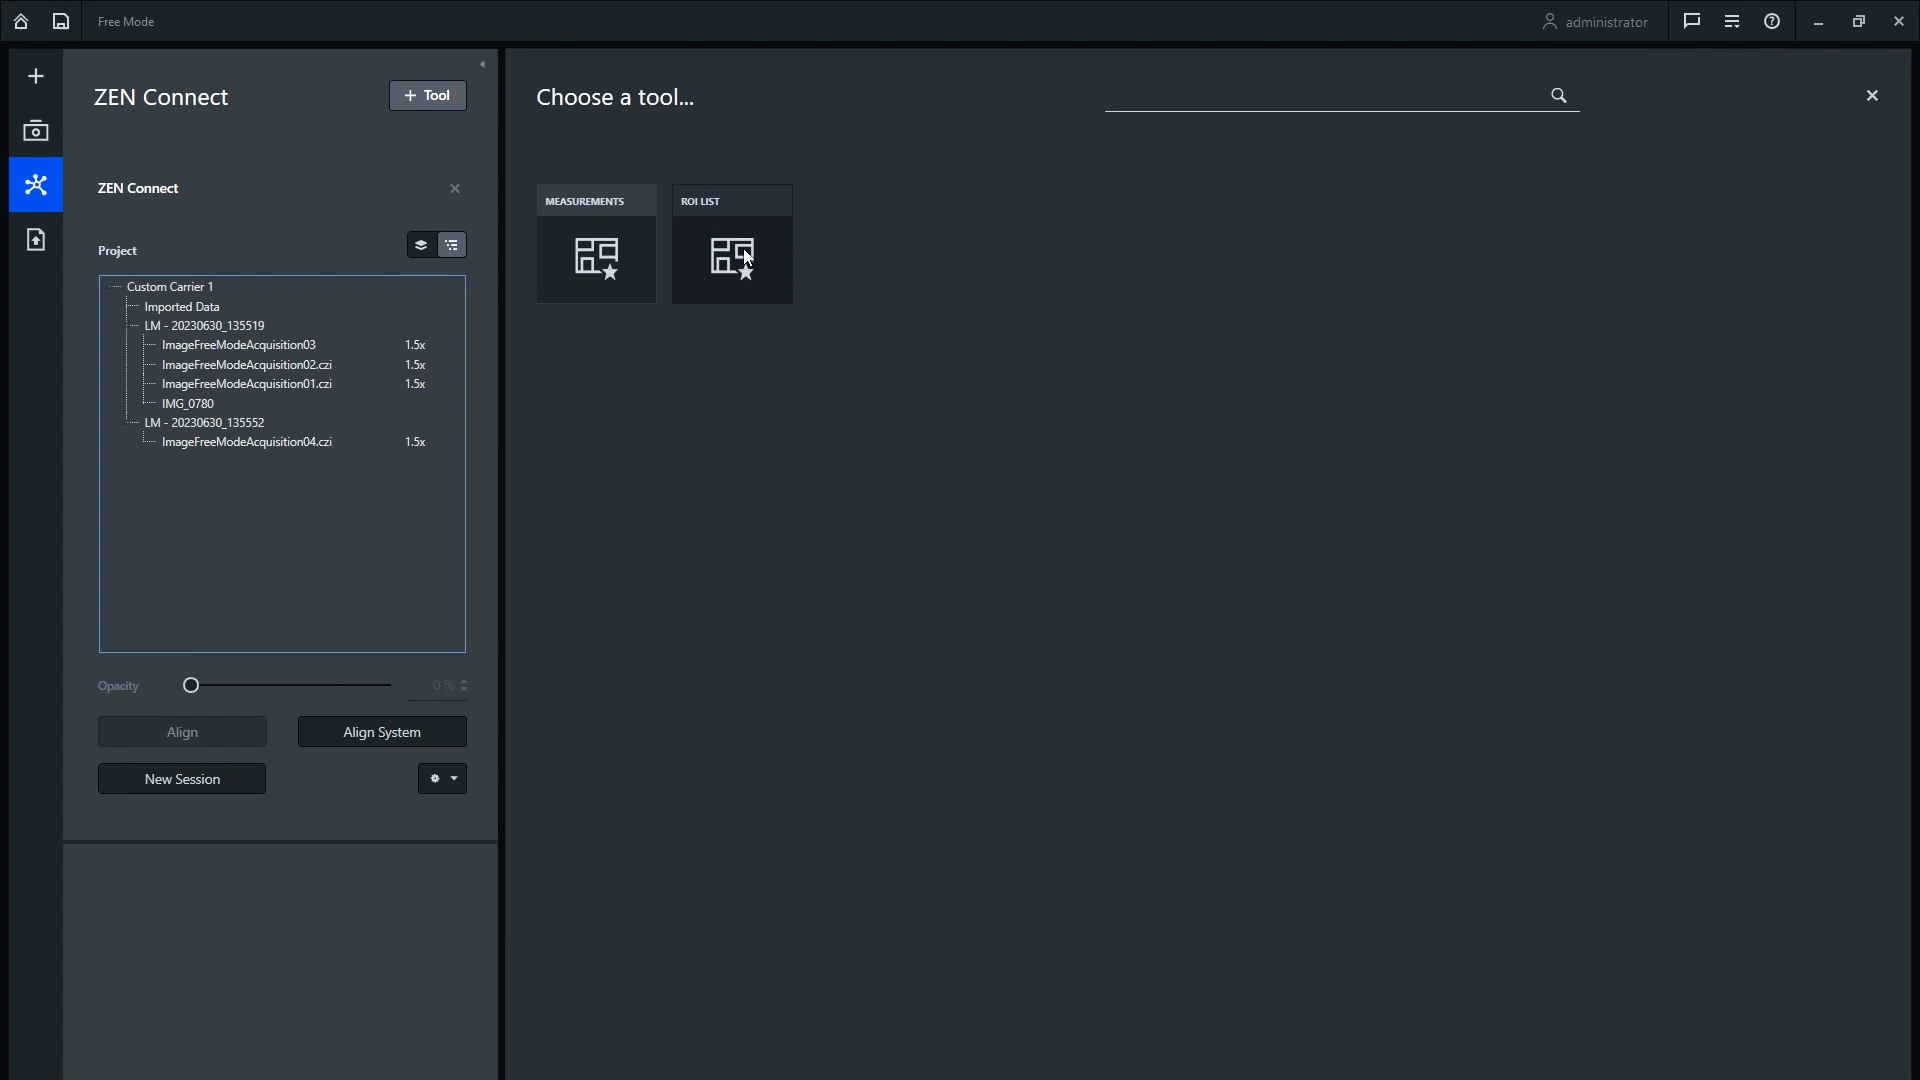 Free Mode
administrator
ZEN Connect
+ Tool
Choose a tool...
ZEN Connect
MEASUREMENTS
ROI LIST
Project
Custom Carrier 1
Imported Data
LM - 20230630_135519
ImageFreeModeAcquisition03 1.5x
ImageFreeModeAcquisition02.czi 1.5x
ImageFreeModeAcquisition01.czi 1.5x
IMG_0780
LM - 20230630_135552
ImageFreeModeAcquisition04.czi 1.5x
Opacity 0 %
Align
Align System
New Session